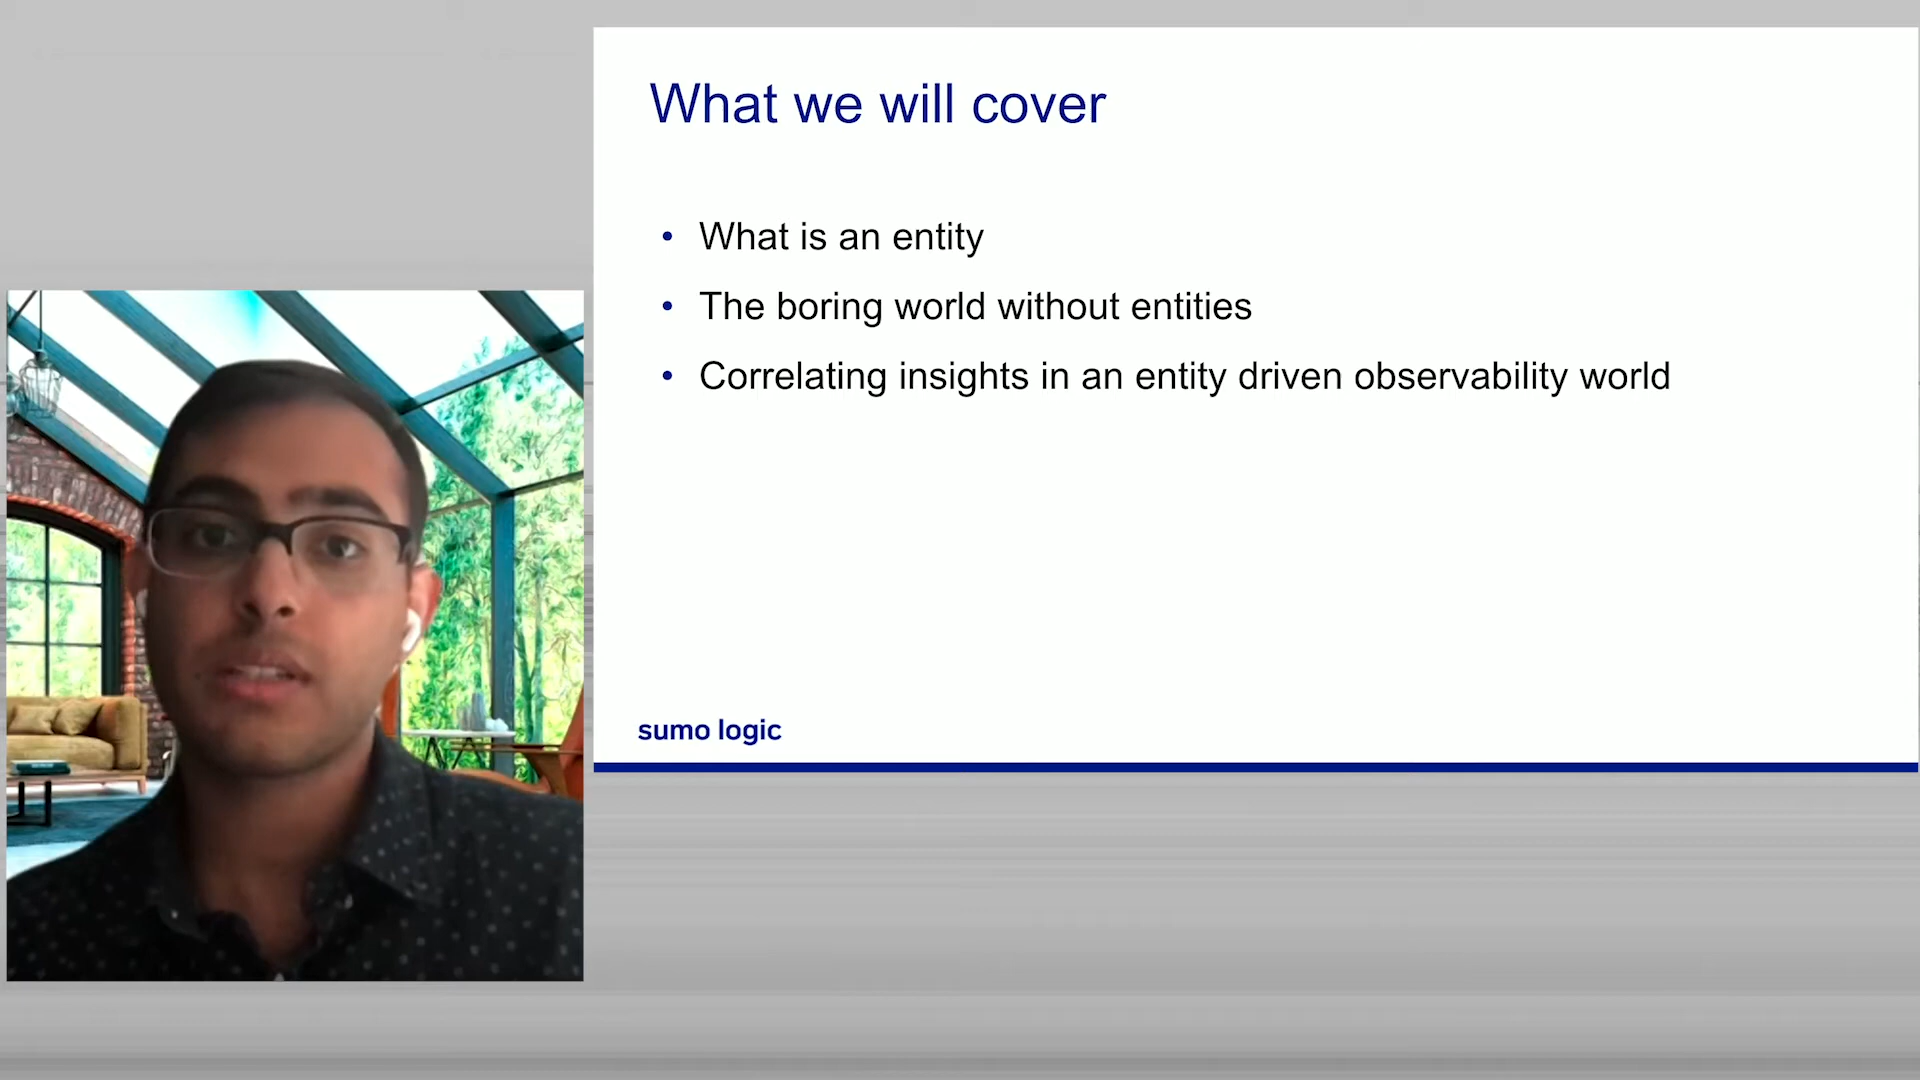 What we will cover
• What is an entity
• The boring world without entities
• Correlating insights in an entity driven observability world
sumo logic